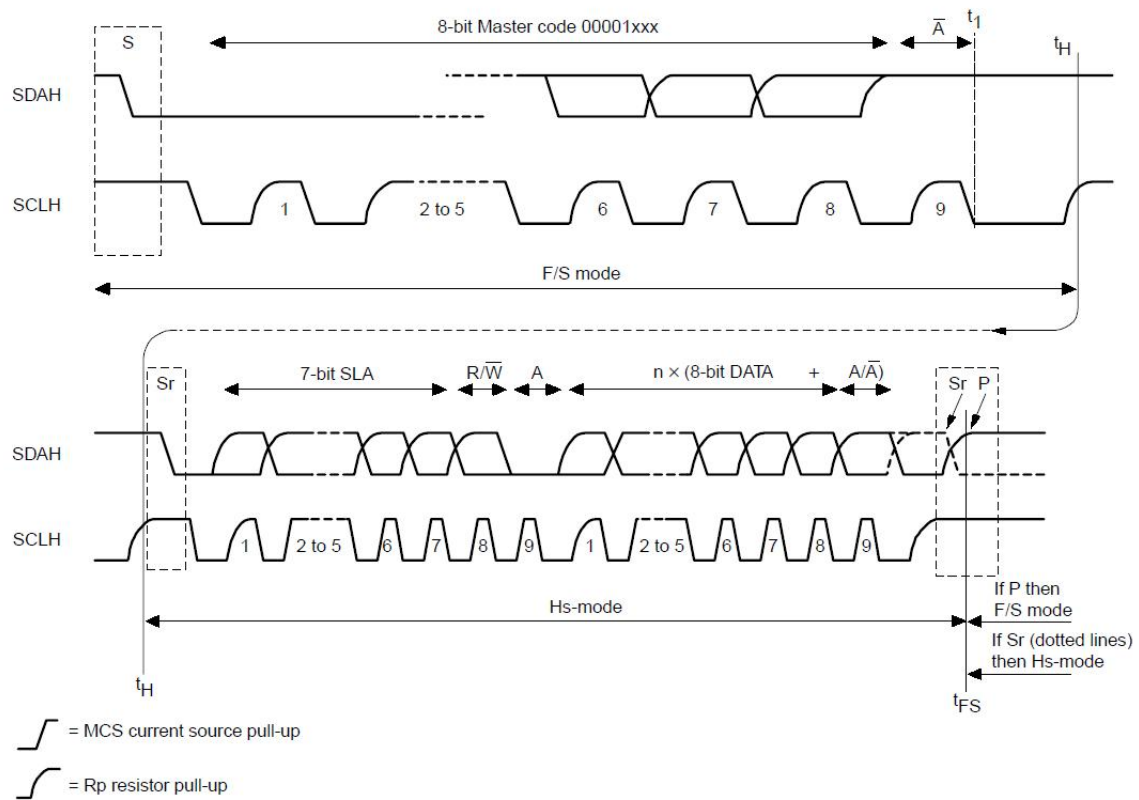 S
8-bit Master code 00001xxx
A̅
t1
tH
SDAH
SCLH
1
2 to 5
6
7
8
9
F/S mode
Sr
7-bit SLA
R/W̅
A
n × (8-bit DATA + A/A̅)
Sr P
SDAH
SCLH
1
2 to 5
6
7
8
9
1
2 to 5
6
7
8
9
If P then
F/S mode
Hs-mode
If Sr (dotted lines)
then Hs-mode
tH
tFS
= MCS current source pull-up
= Rp resistor pull-up